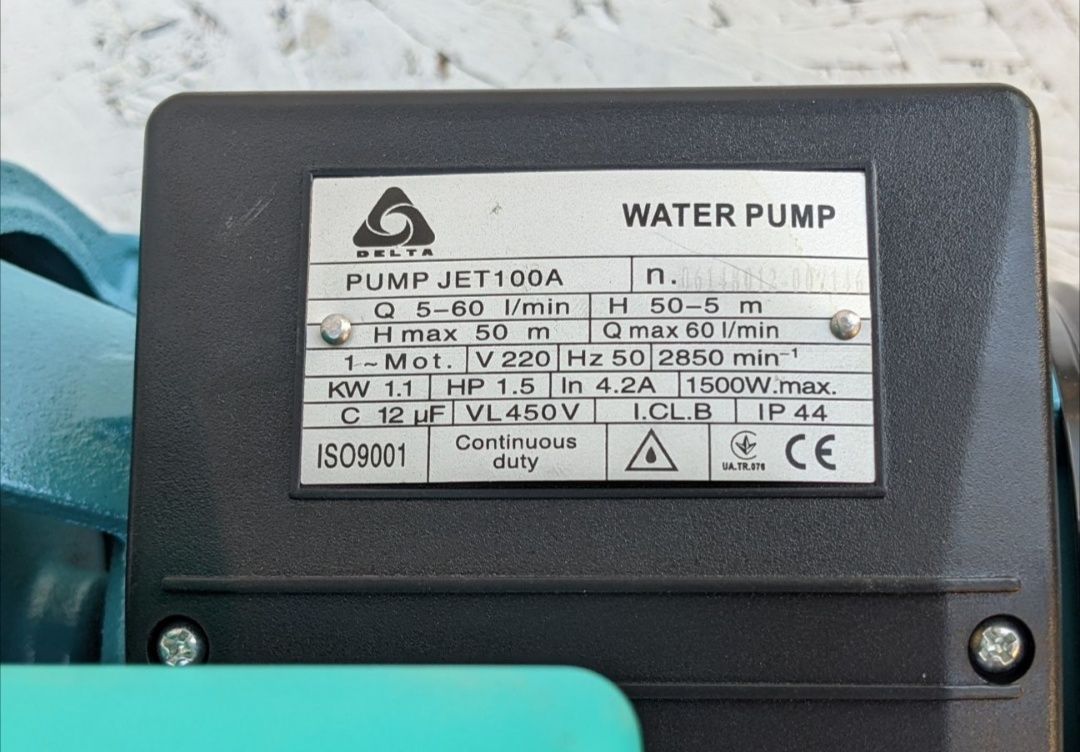 DELTA
WATER PUMP
PUMP JET100A n.
Q 5-60 l/min H 50-5 m
H max 50 m Q max 60 l/min
1~Mot. V 220 Hz 50 2850 min⁻¹
KW 1.1 HP 1.5 In 4.2A 1500W.max.
C 12 µF VL 450V I.CL.B IP 44
ISO9001 Continuous duty UA.TR.076 CE